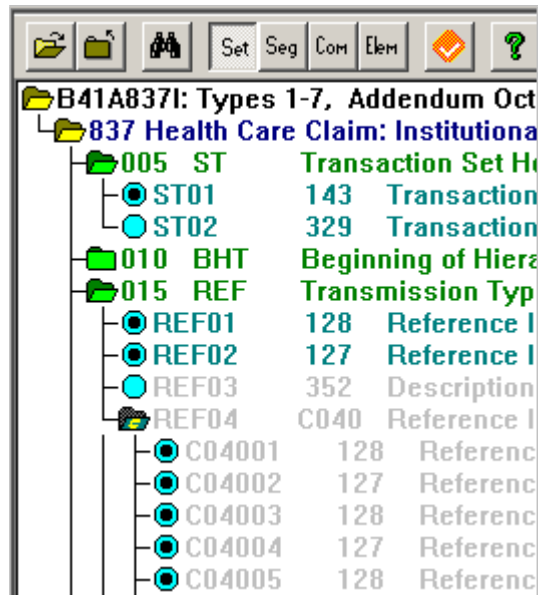 Set Seg Com Elem ?
B41A837I: Types 1-7, Addendum Oct
837 Health Care Claim: Institutiona
005 ST Transaction Set He
ST01 143 Transaction
ST02 329 Transaction
010 BHT Beginning of Hiera
015 REF Transmission Typ
REF01 128 Reference I
REF02 127 Reference I
REF03 352 Description
REF04 C040 Reference I
C04001 128 Referenc
C04002 127 Referenc
C04003 128 Referenc
C04004 127 Referenc
C04005 128 Referenc